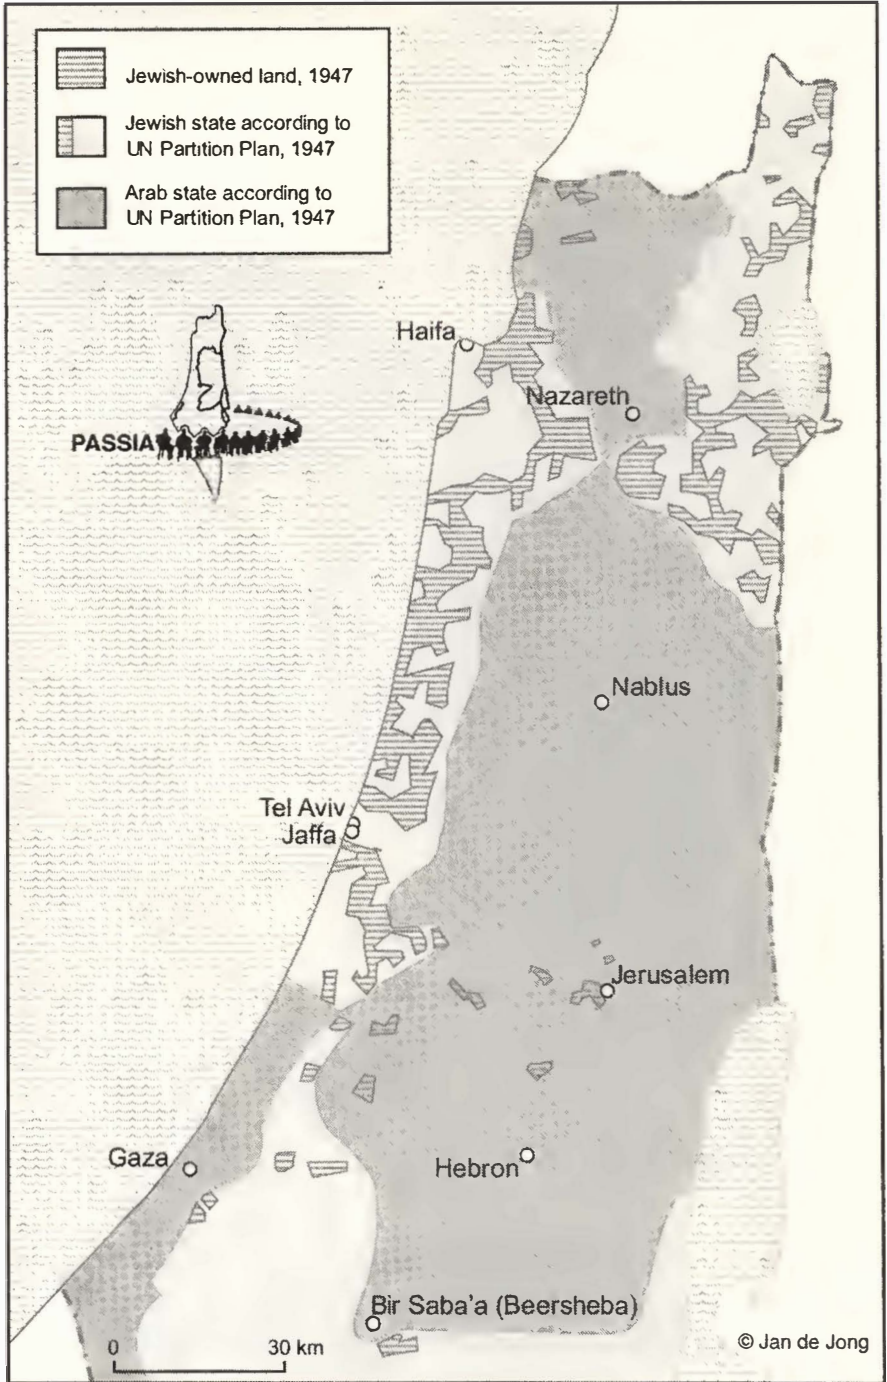 Jewish-owned land, 1947
Jewish state according to
UN Partition Plan, 1947
Arab state according to
UN Partition Plan, 1947
Haifa
Nazareth
PASSIA
Nablus
Tel Aviv
Jaffa
Jerusalem
Gaza
Hebron
Bir Saba'a (Beersheba)
0 30 km
© Jan de Jong